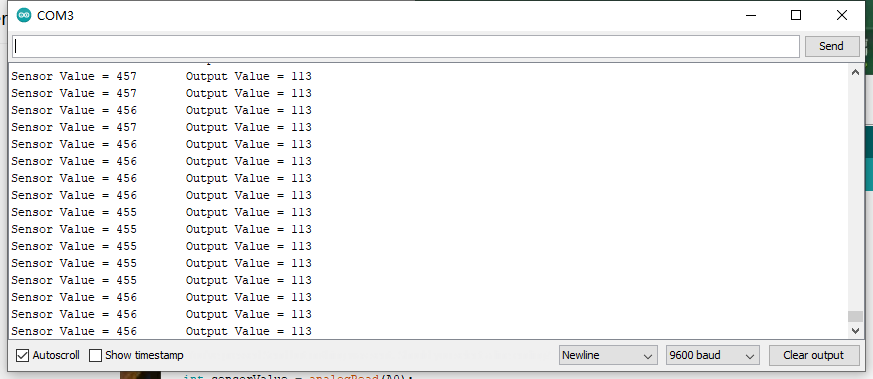 COM3
Send
Sensor Value = 457 Output Value = 113
Sensor Value = 457 Output Value = 113
Sensor Value = 456 Output Value = 113
Sensor Value = 457 Output Value = 113
Sensor Value = 456 Output Value = 113
Sensor Value = 456 Output Value = 113
Sensor Value = 456 Output Value = 113
Sensor Value = 456 Output Value = 113
Sensor Value = 455 Output Value = 113
Sensor Value = 455 Output Value = 113
Sensor Value = 455 Output Value = 113
Sensor Value = 455 Output Value = 113
Sensor Value = 455 Output Value = 113
Sensor Value = 456 Output Value = 113
Sensor Value = 456 Output Value = 113
Sensor Value = 456 Output Value = 113
Autoscroll Show timestamp Newline 9600 baud Clear output
int sensorValue = analogRead(A0);